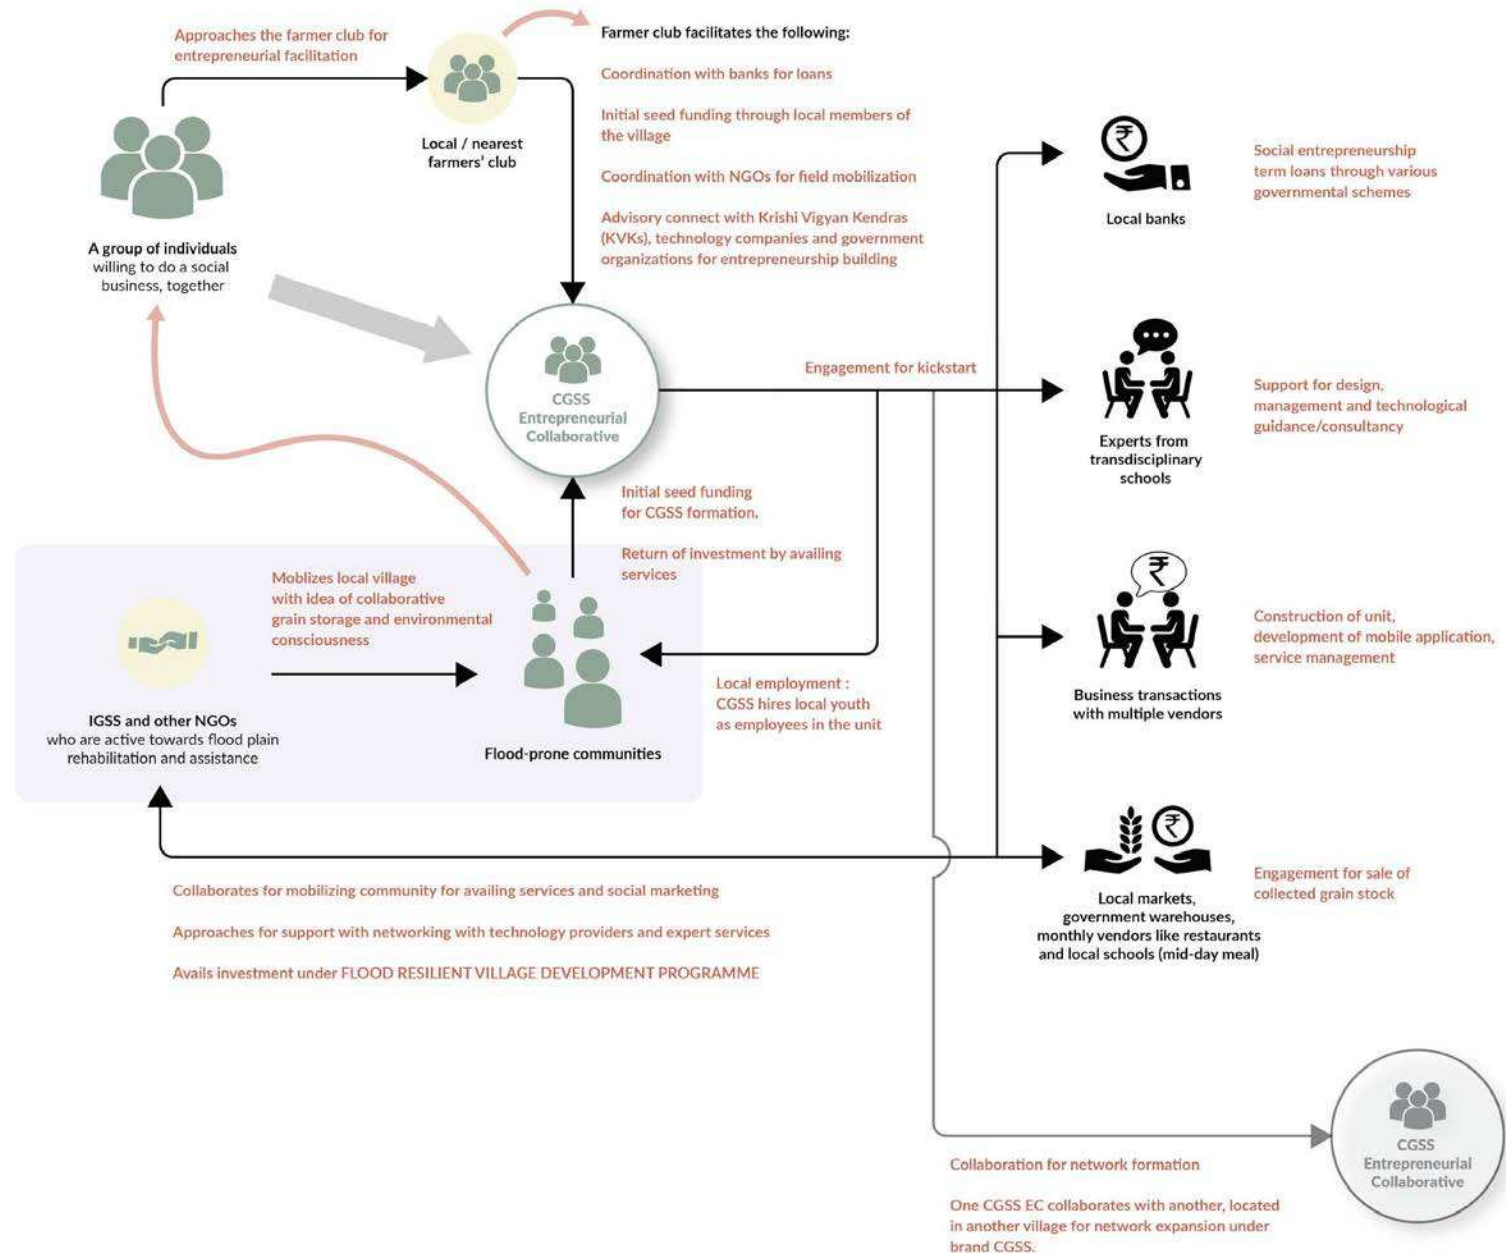 Approaches the farmer club for
entrepreneurial facilitation
Local / nearest
farmers' club
Farmer club facilitates the following:
Coordination with banks for loans
Initial seed funding through local members of
the village
Coordination with NGOs for field mobilization
Advisory connect with Krishi Vigyan Kendras
(KVKs), technology companies and government
organizations for entrepreneurship building
A group of individuals
willing to do a social
business, together
₹
Local banks
Social entrepreneurship
term loans through various
governmental schemes
CGSS
Entrepreneurial
Collaborative
Engagement for kickstart
Experts from
transdisciplinary
schools
Support for design,
management and technological
guidance/consultancy
Initial seed funding
for CGSS formation.
Return of investment by availing
services
Moblizes local village
with idea of collaborative
grain storage and environmental
consciousness
IGSS and other NGOs
who are active towards flood plain
rehabilitation and assistance
Flood-prone communities
Local employment :
CGSS hires local youth
as employees in the unit
₹
Business transactions
with multiple vendors
Construction of unit,
development of mobile application,
service management
₹
Local markets,
government warehouses,
monthly vendors like restaurants
and local schools (mid-day meal)
Engagement for sale of
collected grain stock
Collaborates for mobilizing community for availing services and social marketing
Approaches for support with networking with technology providers and expert services
Avails investment under FLOOD RESILIENT VILLAGE DEVELOPMENT PROGRAMME
CGSS
Entrepreneurial
Collaborative
Collaboration for network formation
One CGSS EC collaborates with another, located
in another village for network expansion under
brand CGSS.